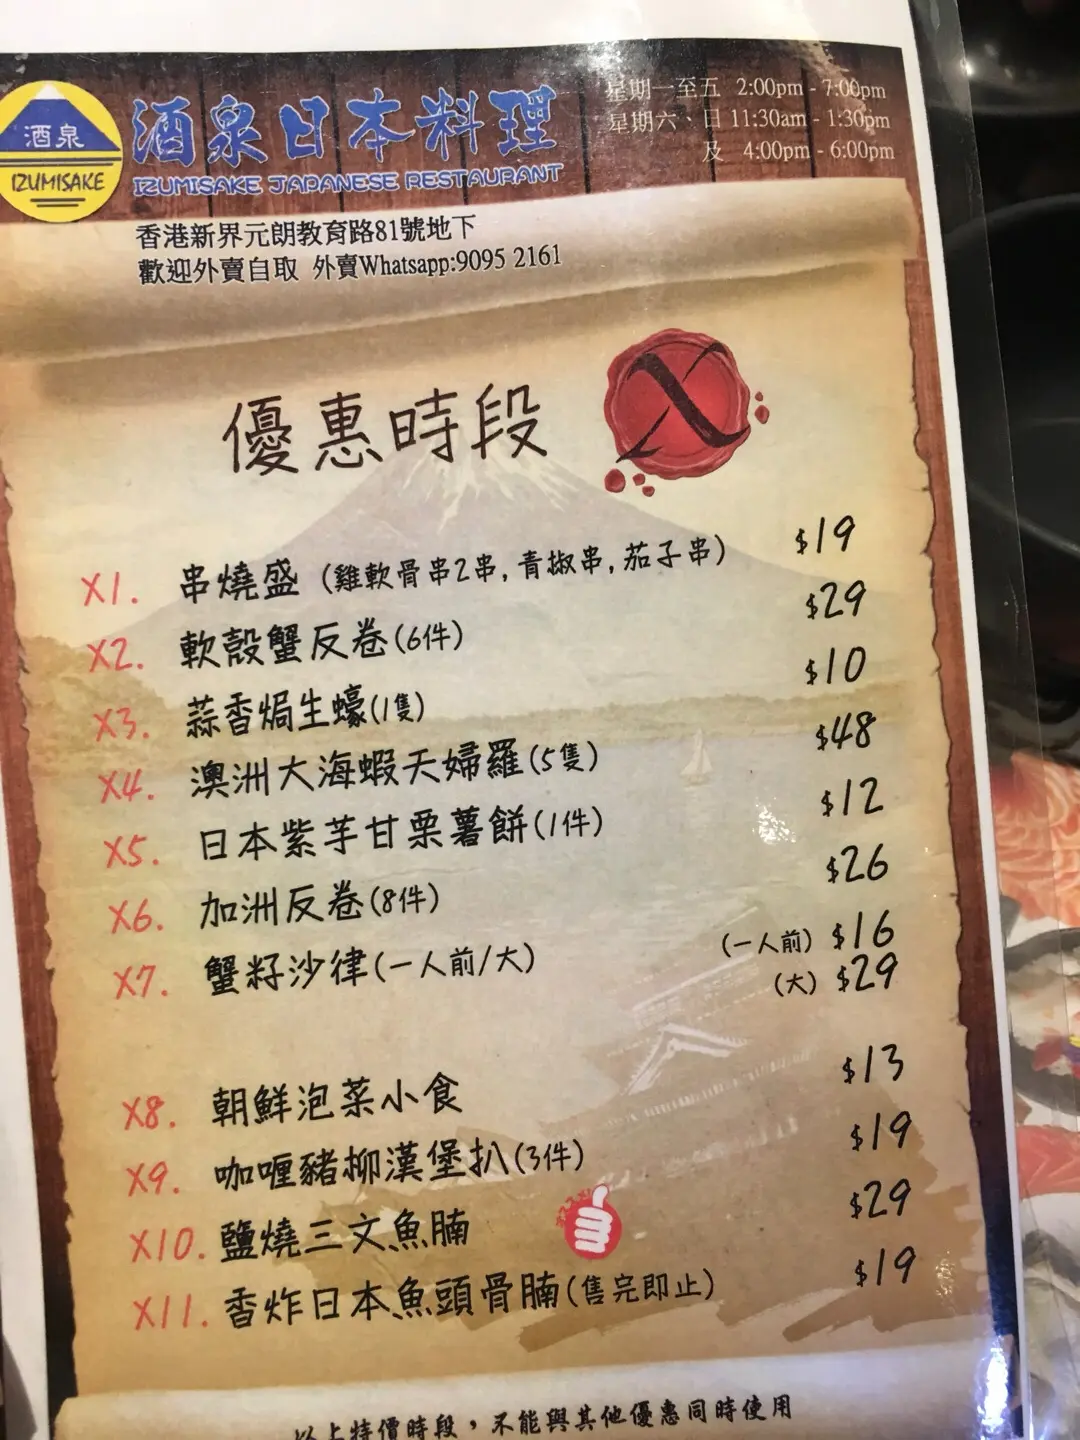 酒泉
IZUMISAKE
酒泉日本料理
IZUMISAKE JAPANESE RESTAURANT
星期一至五 2:00pm - 7:00pm
星期六、日 11:30am - 1:30pm
及 4:00pm - 6:00pm
香港新界元朗教育路81號地下
歡迎外賣自取 外賣Whatsapp:9095 2161
優惠時段 X
X1. 串燒盛 (雞軟骨串2串, 青椒串, 茄子串) $19
X2. 軟殼蟹反卷(6件) $29
X3. 蒜香焗生蠔(1隻) $10
X4. 澳洲大海蝦天婦羅(5隻) $48
X5. 日本紫芋甘栗薯餅(1件) $12
X6. 加洲反卷(8件) $26
X7. 蟹籽沙律(一人前/大) (一人前) $16
(大) $29
X8. 朝鮮泡菜小食 $13
X9. 咖喱豬柳漢堡扒(3件) $19
X10. 鹽燒三文魚腩 $29
X11. 香炸日本魚頭骨腩(售完即止) $19
以上特價時段，不能與其他優惠同時使用